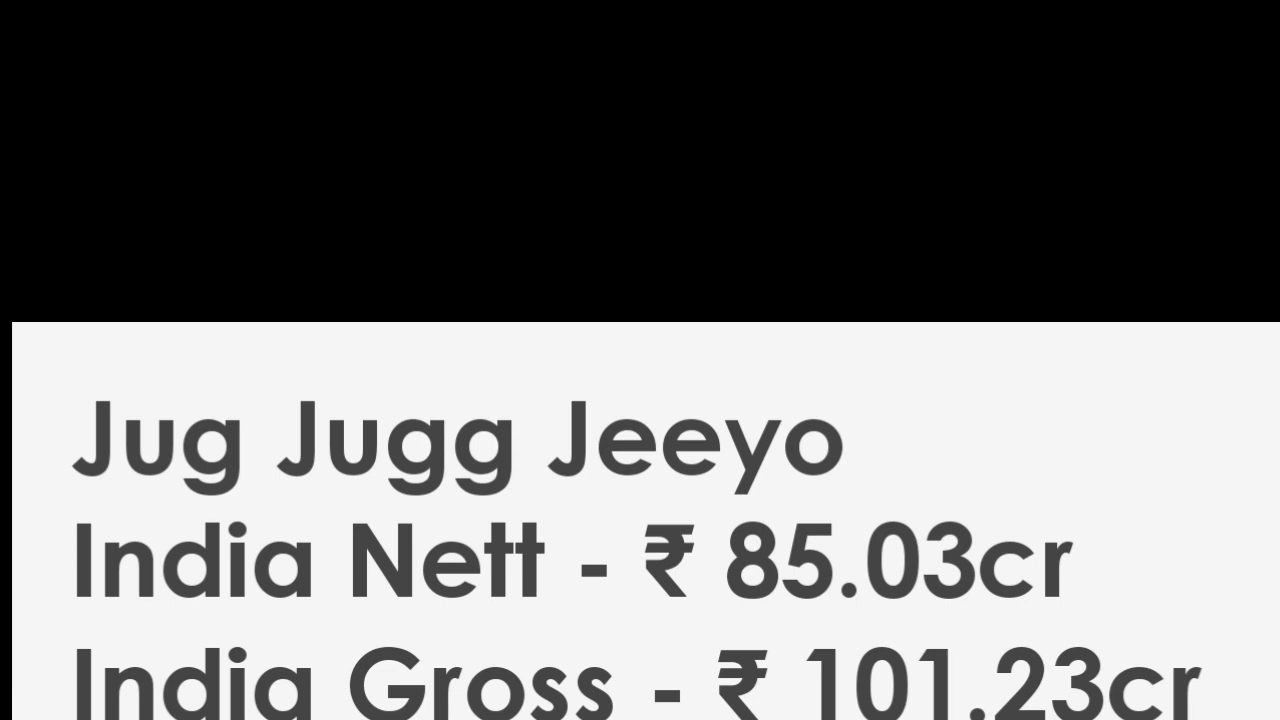 Jug Jugg Jeeyo
India Nett - ₹ 85.03cr
India Gross - ₹ 101.23cr